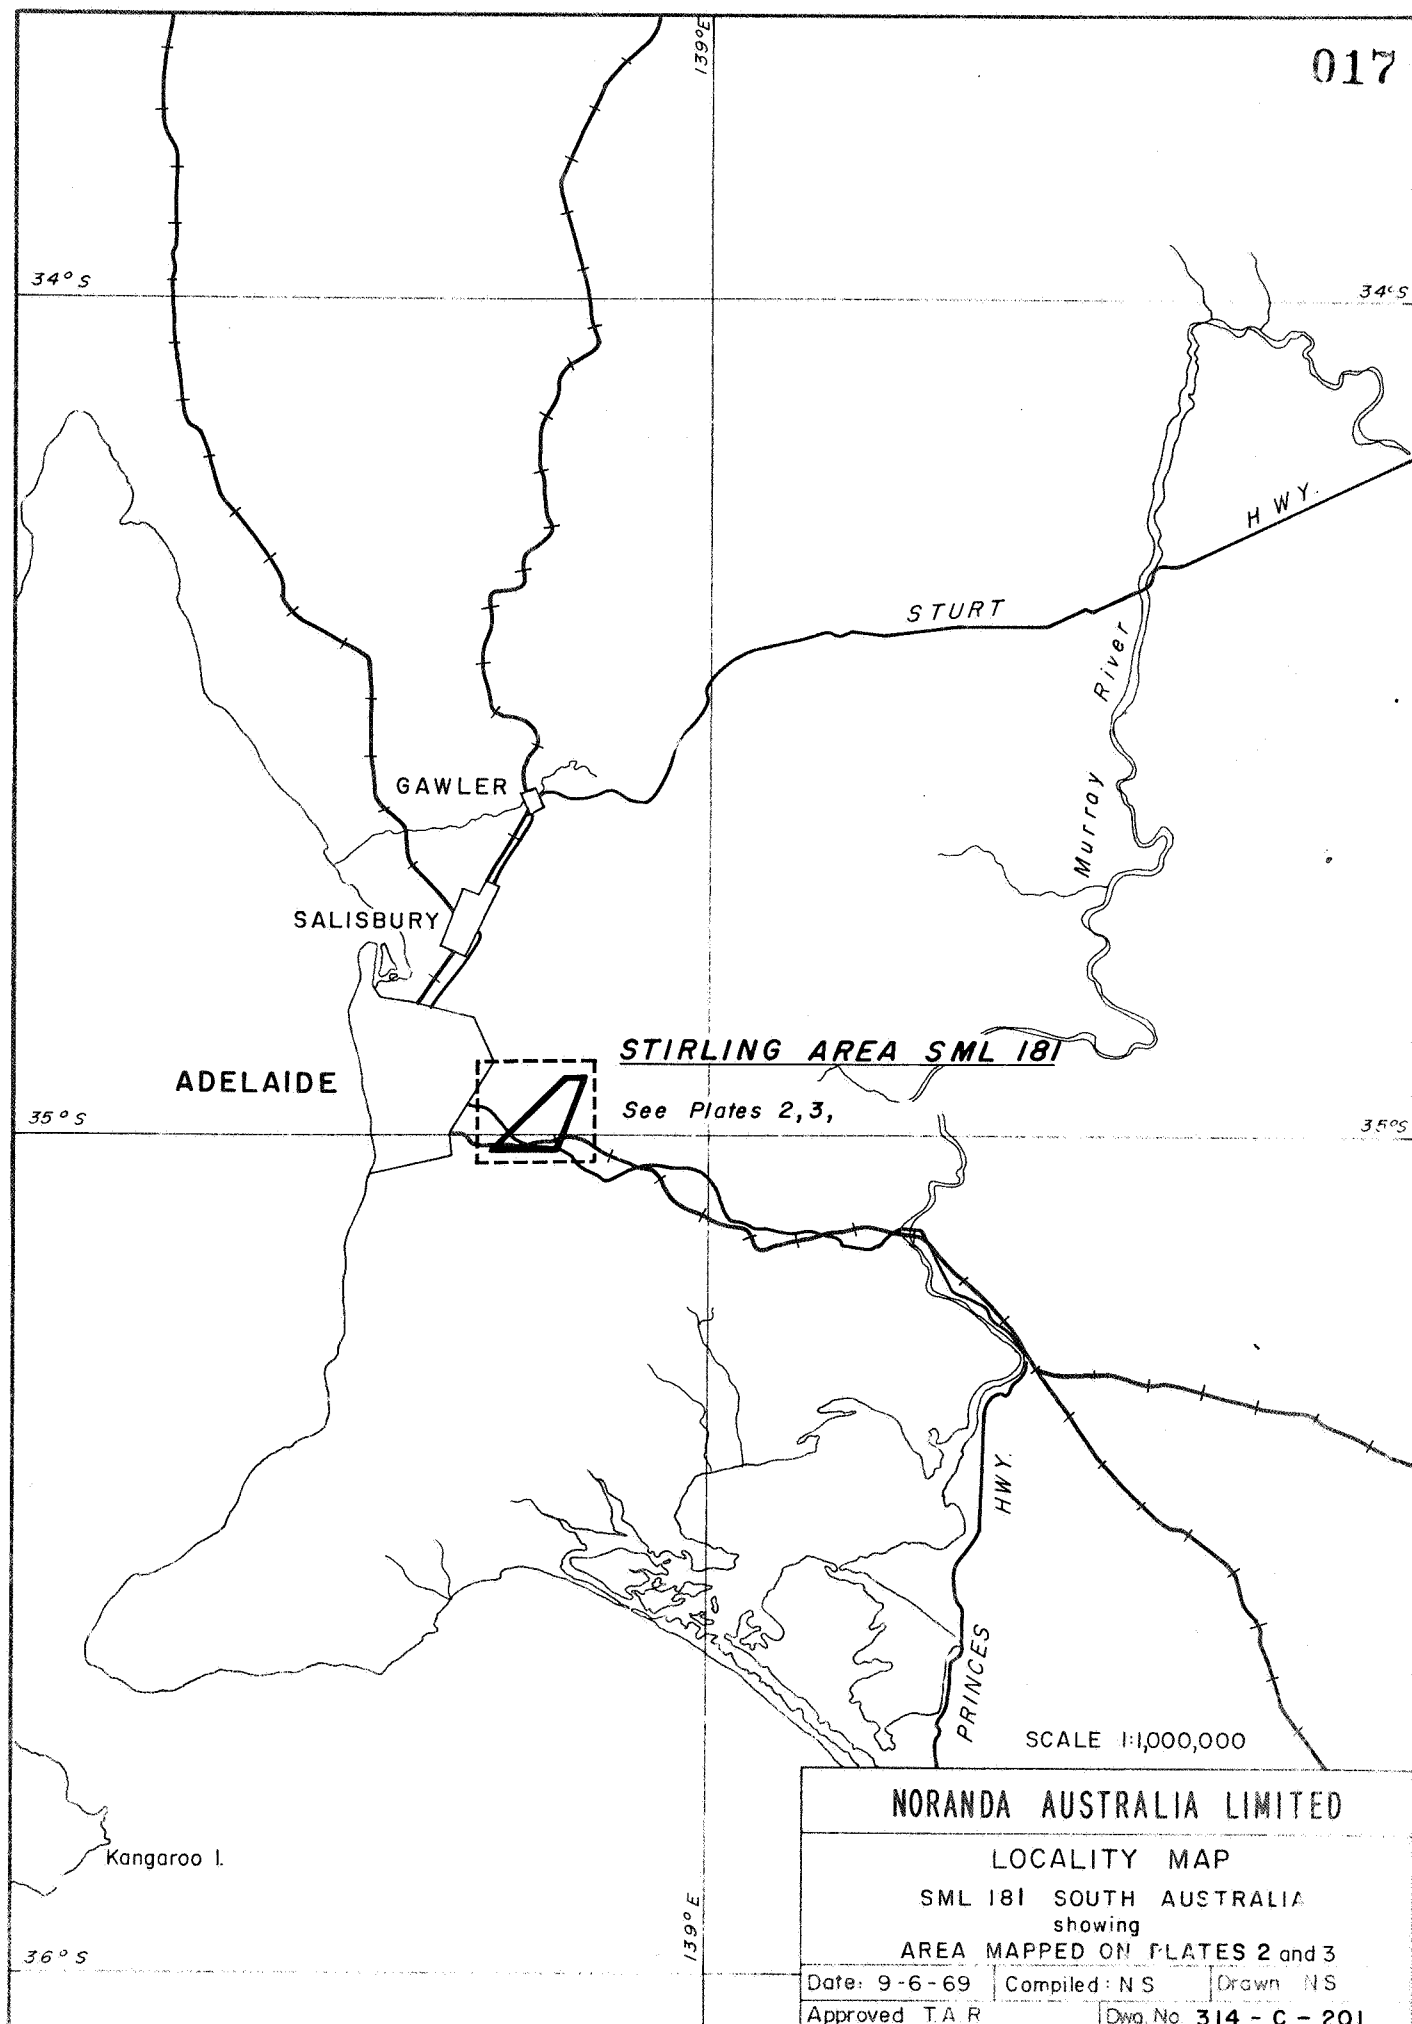 139°E
017
34° S
34° S
HWY.
STURT
River
Murray
GAWLER
SALISBURY
STIRLING AREA SML 181
ADELAIDE
See Plates 2,3,
35° S
35° S
HWY.
PRINCES
SCALE 1:1,000,000
NORANDA AUSTRALIA LIMITED
LOCALITY MAP
Kangaroo I.
SML 181 SOUTH AUSTRALIA
showing
139° E
AREA MAPPED ON PLATES 2 and 3
36° S
Date: 9-6-69 Compiled: N S Drawn N S
Approved T.A.R. Dwg. No. 314 - C - 201